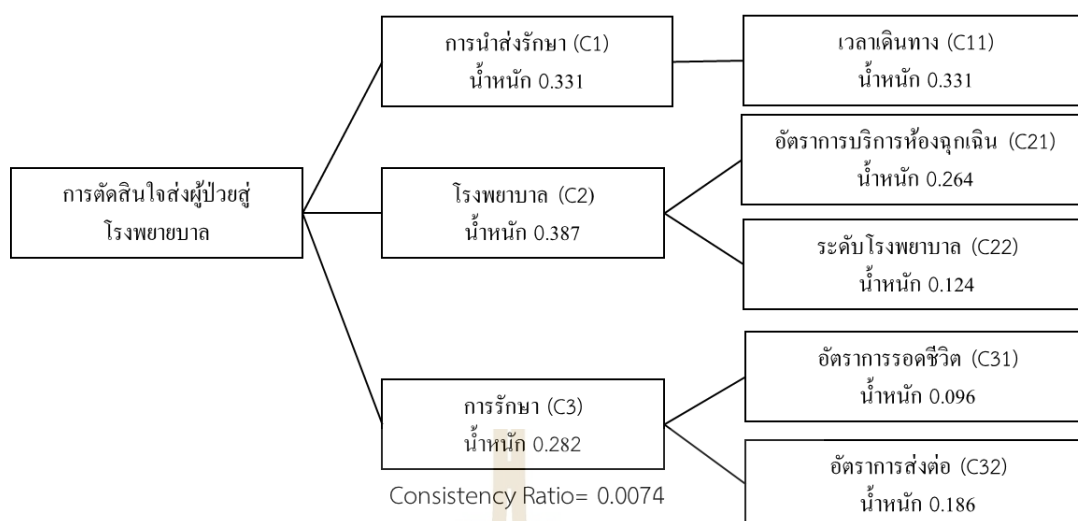 การนำส่งรักษา (C1)
น้ำหนัก 0.331
เวลาเดินทาง (C11)
น้ำหนัก 0.331
อัตราการบริการห้องฉุกเฉิน (C21)
น้ำหนัก 0.264
การตัดสินใจส่งผู้ป่วยสู่
โรงพยายบาล
โรงพยาบาล (C2)
น้ำหนัก 0.387
ระดับโรงพยาบาล (C22)
น้ำหนัก 0.124
อัตราการรอดชีวิต (C31)
น้ำหนัก 0.096
การรักษา (C3)
น้ำหนัก 0.282
อัตราการส่งต่อ (C32)
น้ำหนัก 0.186
Consistency Ratio= 0.0074